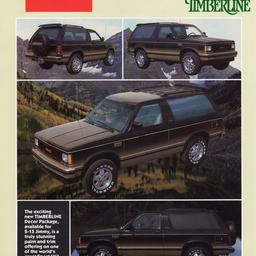 TIMBERLINE
The exciting
new TIMBERLINE
Decor Package,
available for
S-15 Jimmy, is a
truly stunning
paint and trim
offering on one
of the world's